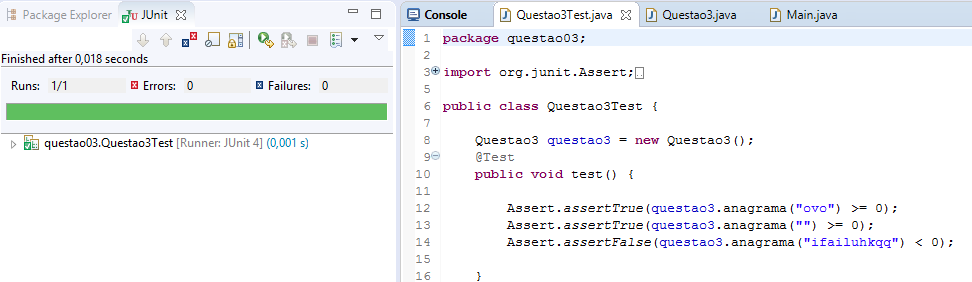 Package Explorer JUnit
Finished after 0,018 seconds
Runs: 1/1 Errors: 0 Failures: 0
questao03.Questao3Test [Runner: JUnit 4] (0,001 s)
Console Questao3Test.java Questao3.java Main.java
1 package questao03;
2
3 import org.junit.Assert;
5
6 public class Questao3Test {
7
8 Questao3 questao3 = new Questao3();
9 @Test
10 public void test() {
11
12 Assert.assertTrue(questao3.anagrama("ovo") >= 0);
13 Assert.assertTrue(questao3.anagrama("") >= 0);
14 Assert.assertFalse(questao3.anagrama("ifailuhkqq") < 0);
15
16 }